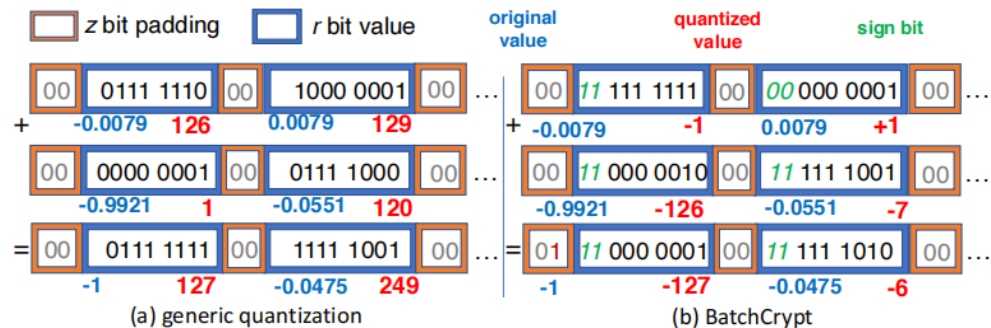 z bit padding r bit value original value quantized value sign bit
00 0111 1110 00 1000 0001 00 ...
+ -0.0079 126 0.0079 129
00 0000 0001 00 0111 1000 00 ...
-0.9921 1 -0.0551 120
= 00 0111 1111 00 1111 1001 00 ...
-1 127 -0.0475 249
(a) generic quantization
00 11 111 1111 00 00 000 0001 00 ...
+ -0.0079 -1 0.0079 +1
00 11 000 0010 00 11 111 1001 00 ...
-0.9921 -126 -0.0551 -7
= 01 11 000 0001 00 11 111 1010 00 ...
-1 -127 -0.0475 -6
(b) BatchCrypt